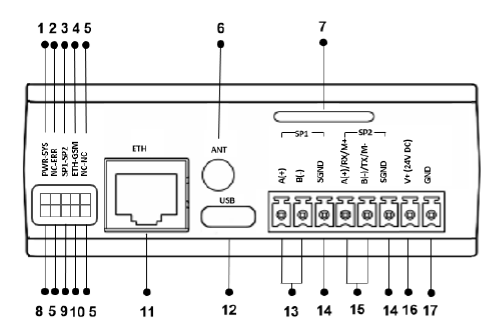 1 2 3 4 5
6
7
PWR-SYS
NC-ERR
SP1-SP2
ETH-GSM
NC-NC
ETH
ANT
USB
SP1
SP2
A(+)
B(-)
SGND
A(+)/RX/M+
B(-)/TX/M-
SGND
V+ (24V DC)
GND
8 5 9 10 5
11
12
13
14
15
14
16
17